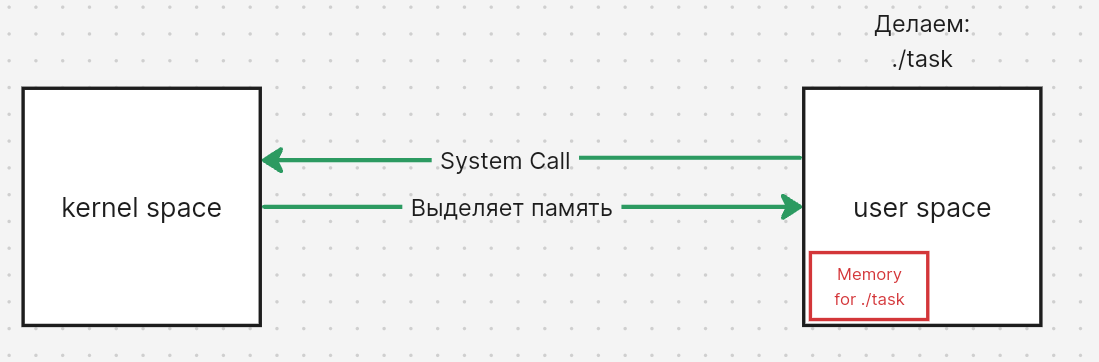 Делаем:
./task
System Call
kernel space
Выделяет память
user space
Memory
for ./task